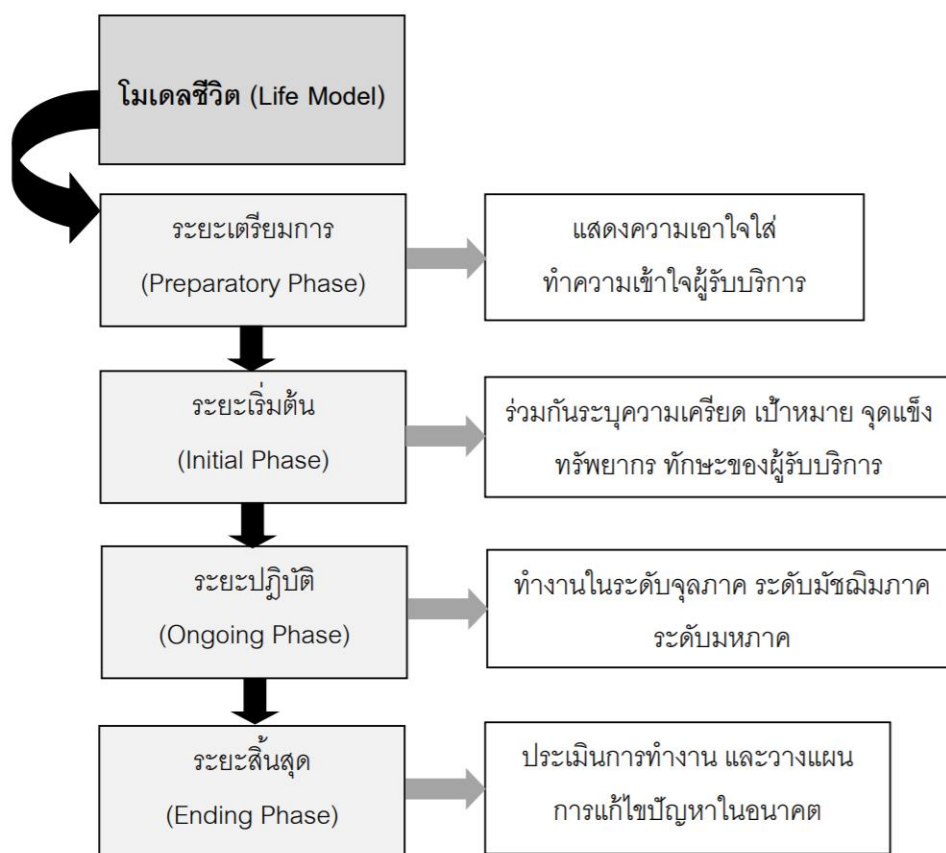 โมเดลชีวิต (Life Model)
ระยะเตรียมการ
(Preparatory Phase)
แสดงความเอาใจใส่
ทำความเข้าใจผู้รับบริการ
ระยะเริ่มต้น
(Initial Phase)
ร่วมกันระบุความเครียด เป้าหมาย จุดแข็ง
ทรัพยากร ทักษะของผู้รับบริการ
ระยะปฏิบัติ
(Ongoing Phase)
ทำงานในระดับจุลภาค ระดับมัชฌิมภาค
ระดับมหภาค
ระยะสิ้นสุด
(Ending Phase)
ประเมินการทำงาน และวางแผน
การแก้ไขปัญหาในอนาคต